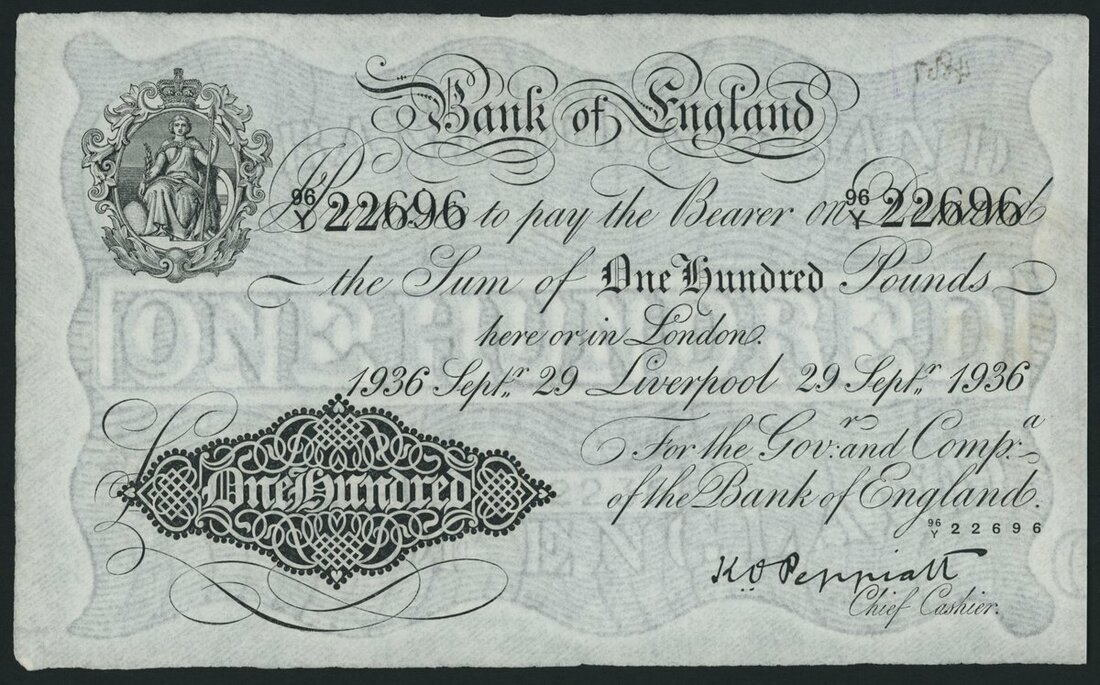 Bank of England
96/Y 22696 to pay the Bearer on 96/Y 22696
the Sum of One Hundred Pounds
here or in London.
1936 Septr. 29 Liverpool 29 Septr. 1936
For the Govr: and Compa:
of the Bank of England.
96/Y 22696
K.O. Peppiatt
Chief Cashier.
£ One Hundred
ONE HUNDRED